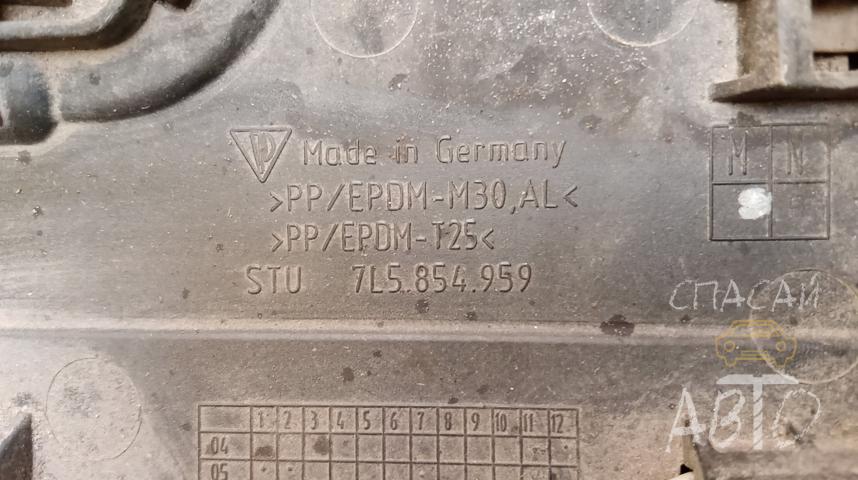 Made in Germany
>PP/EPDM-M30,AL<
>PP/EPDM-T25<
STU 7L5.854.959
M N
СПАСАЙ
АВТО
1 2 3 4 5 6 7 8 9 10 11 12
04
05